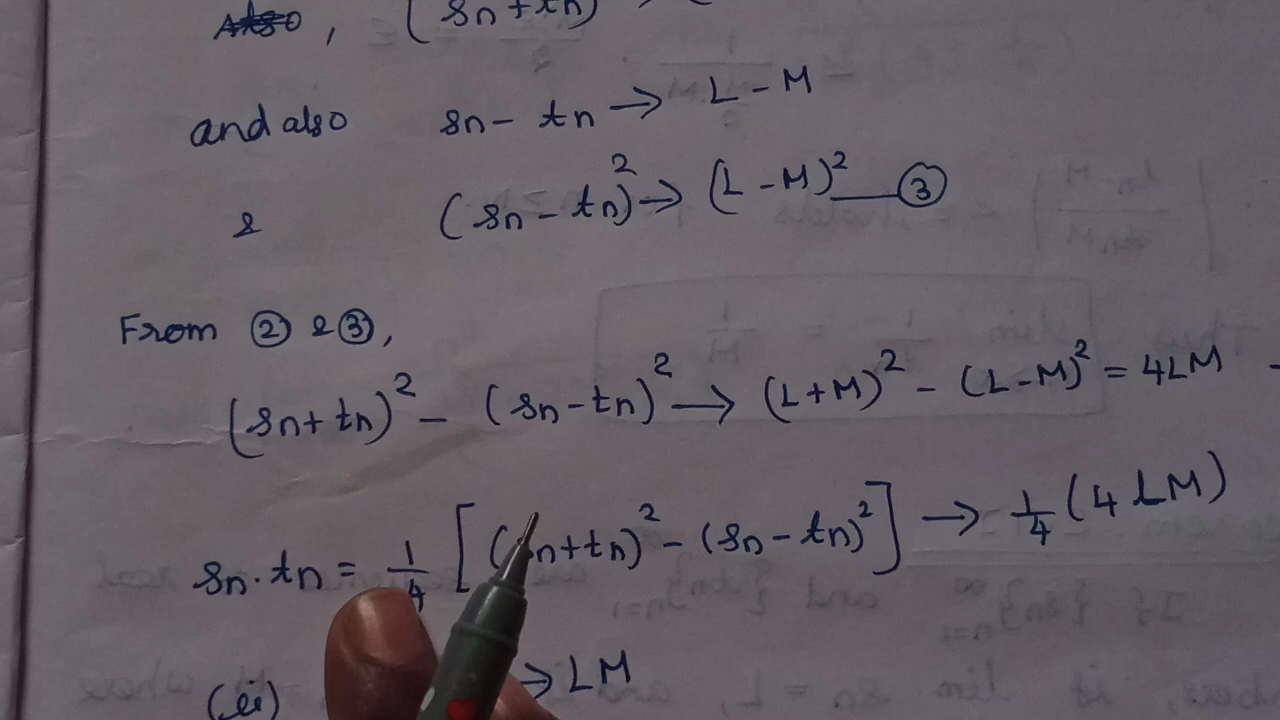 , (sn+tn)
and also sn - tn → L - M
& (sn - tn)² → (L - M)² — ③
From ② & ③,
(sn + tn)² - (sn - tn)² → (L+M)² - (L-M)² = 4LM -
sn · tn = 1/4 [(sn+tn)² - (sn - tn)²] → 1/4 (4 LM)
(ii) → LM